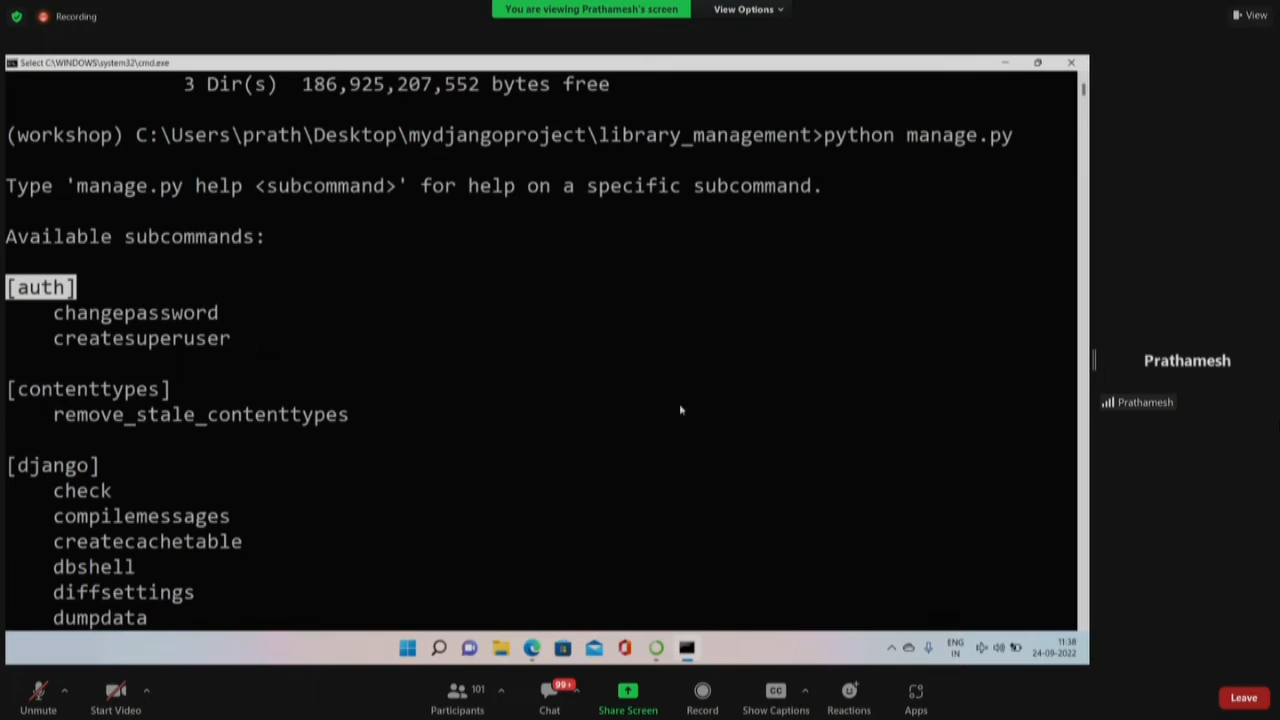 Recording
You are viewing Prathamesh's screen
View Options
View
Select C:\WINDOWS\system32\cmd.exe
3 Dir(s)  186,925,207,552 bytes free
(workshop) C:\Users\prath\Desktop\mydjangoproject\library_management>python manage.py
Type 'manage.py help <subcommand>' for help on a specific subcommand.
Available subcommands:
[auth]
changepassword
createsuperuser
[contenttypes]
remove_stale_contenttypes
[django]
check
compilemessages
createcachetable
dbshell
diffsettings
dumpdata
Prathamesh
Prathamesh
ENG
IN
11:38
24-09-2022
Unmute
Start Video
101
Participants
99+
Chat
Share Screen
Record
CC
Show Captions
Reactions
Apps
Leave